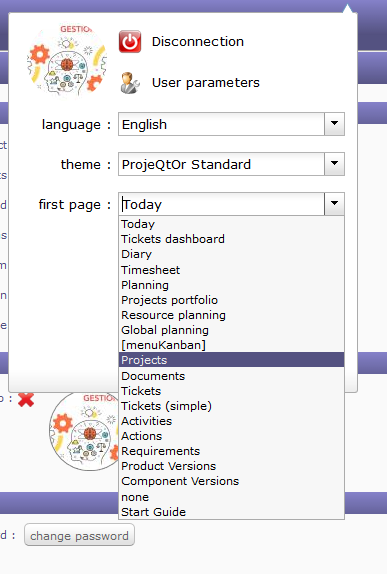 GESTIO
Disconnection
User parameters
language : English
theme : ProjeQtOr Standard
first page : Today
Today
Tickets dashboard
Diary
Timesheet
Planning
Projects portfolio
Resource planning
Global planning
[menuKanban]
Projects
Documents
Tickets
Tickets (simple)
Activities
Actions
Requirements
Product Versions
Component Versions
none
Start Guide
GESTION
change password